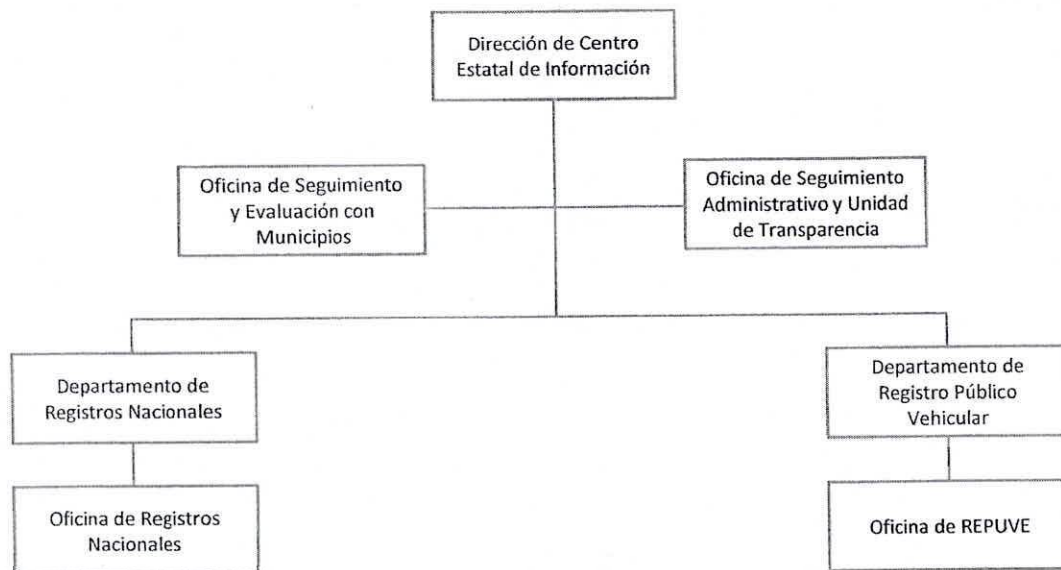 Dirección de Centro
Estatal de Información
Oficina de Seguimiento
y Evaluación con
Municipios
Oficina de Seguimiento
Administrativo y Unidad
de Transparencia
Departamento de
Registros Nacionales
Departamento de
Registro Público
Vehicular
Oficina de Registros
Nacionales
Oficina de REPUVE